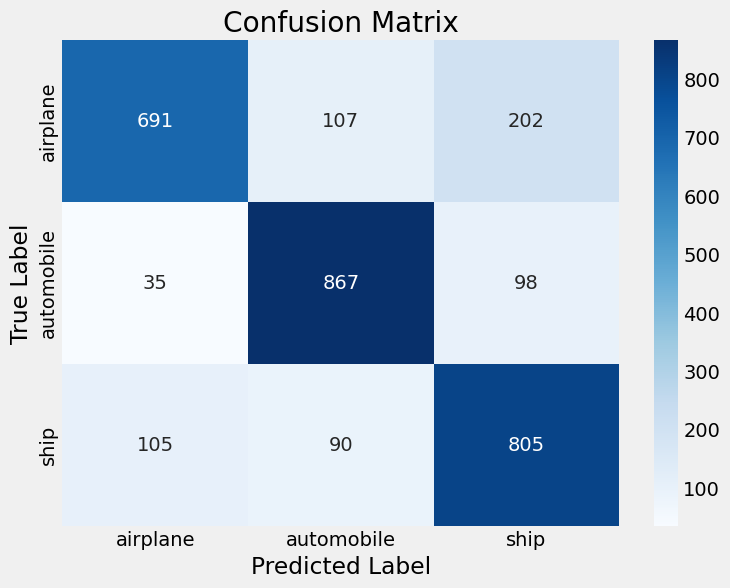 Confusion Matrix
True Label
airplane
691 107 202
automobile
35 867 98
ship
105 90 805
airplane automobile ship
Predicted Label
800
700
600
500
400
300
200
100